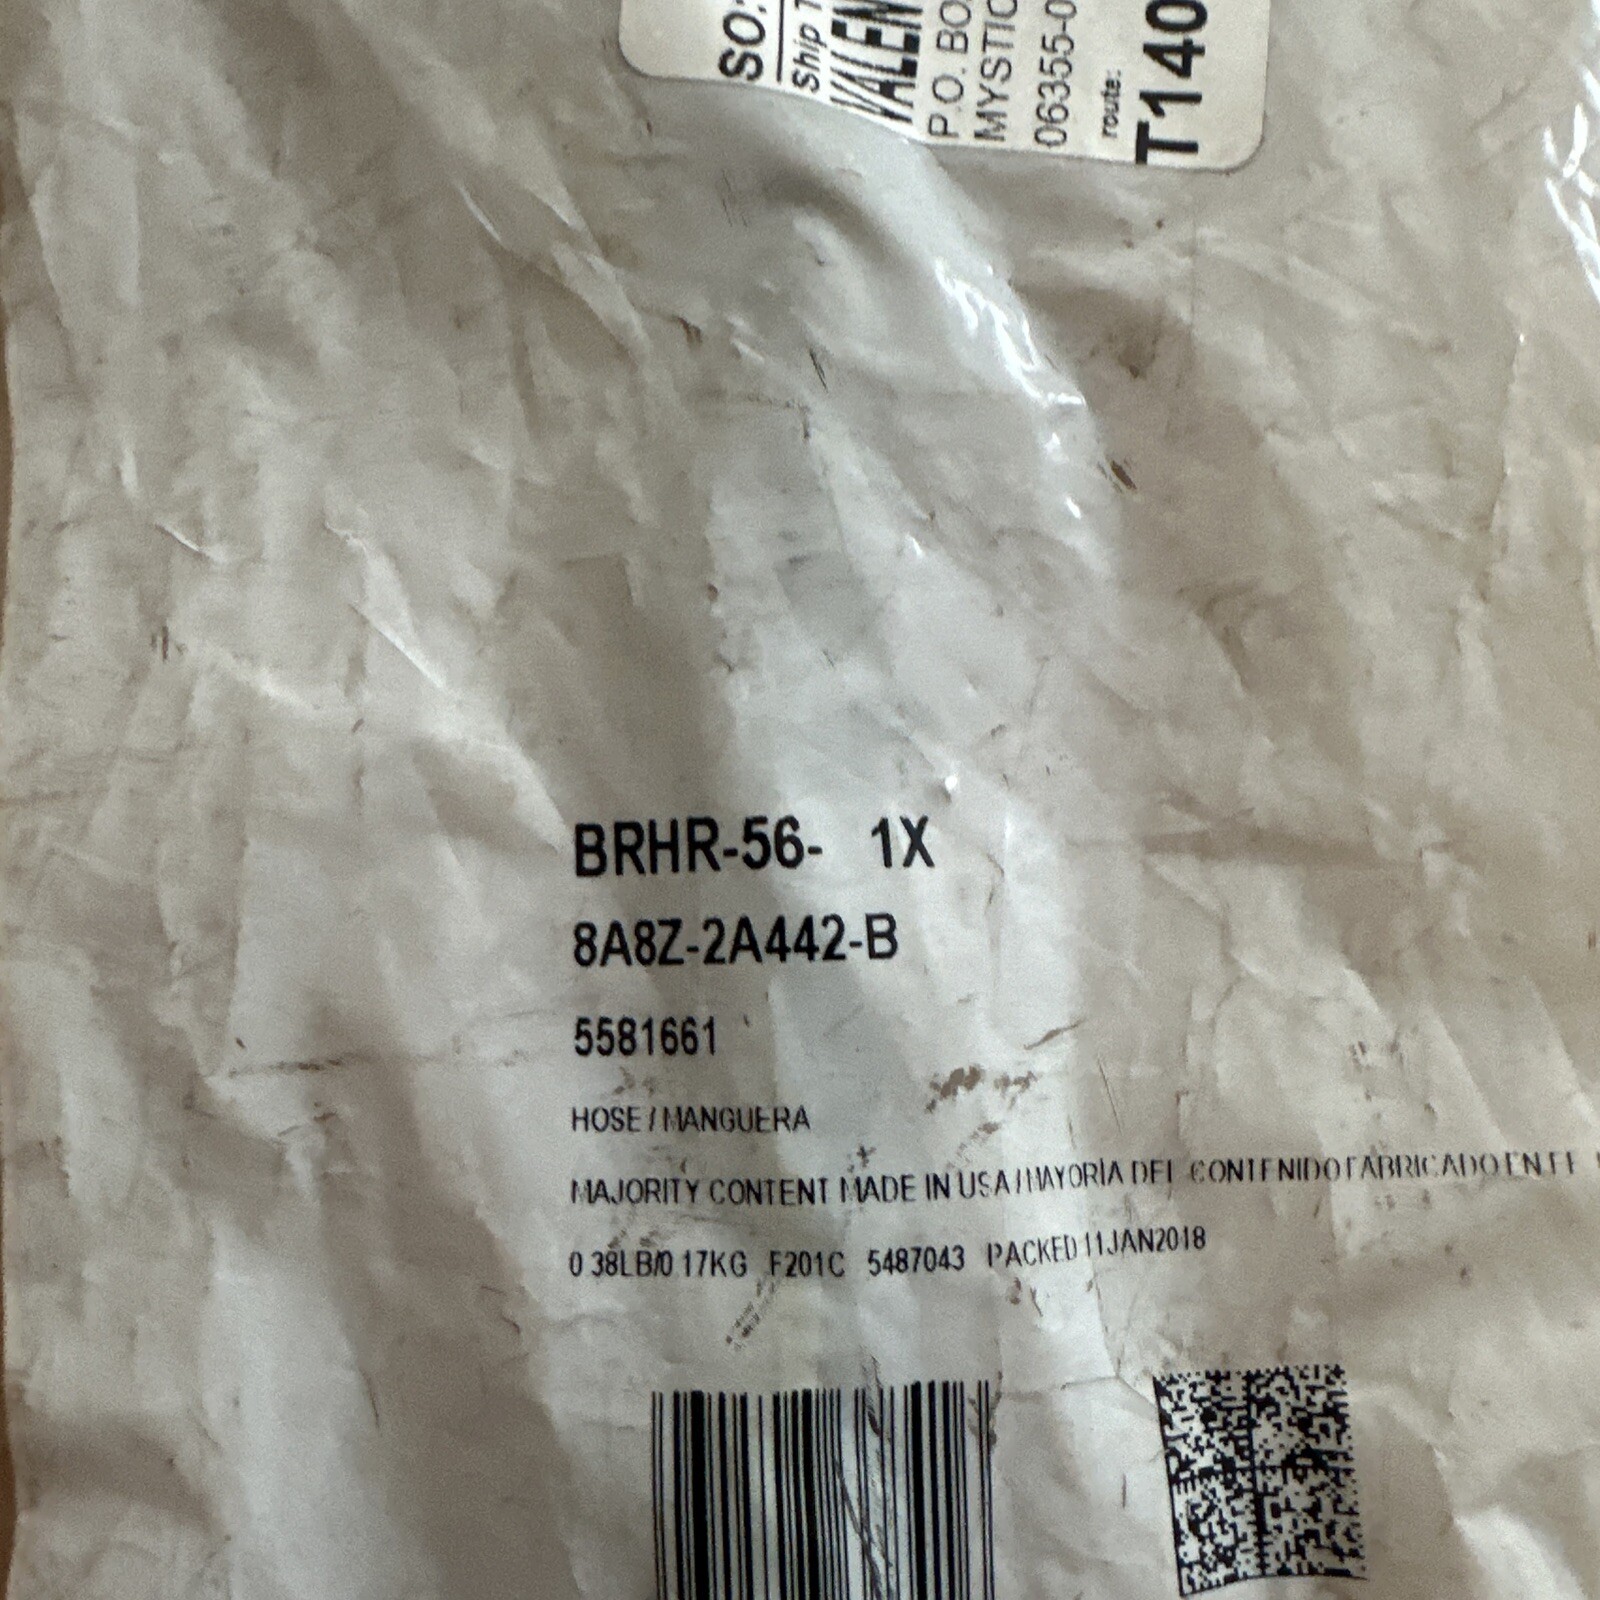 SO:
Ship T
VALEN
P.O. BO
MYSTIC
06355-0
route:
T140
BRHR-56- 1X
8A8Z-2A442-B
5581661
HOSE / MANGUERA
MAJORITY CONTENT MADE IN USA / MAYORÍA DEL CONTENIDO FABRICADO EN EE
0.38LB/0.17KG F201C 5487043 PACKED 11JAN2018